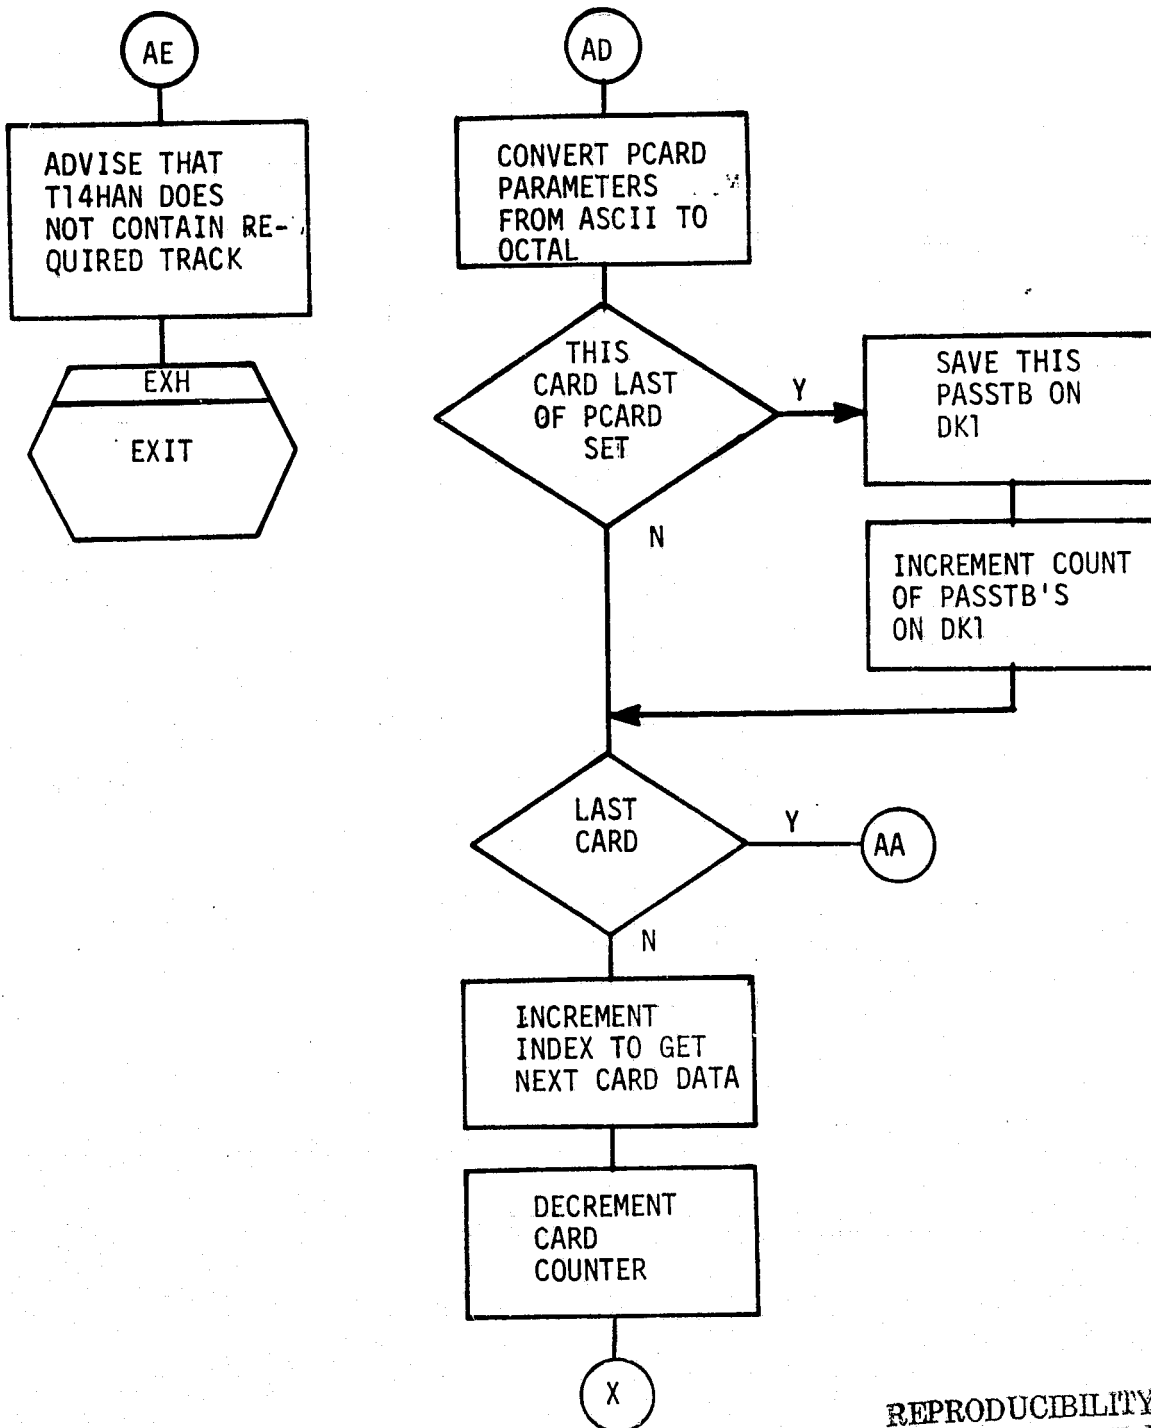 AE
ADVISE THAT
T14HAN DOES
NOT CONTAIN RE-
QUIRED TRACK
EXH
EXIT
AD
CONVERT PCARD
PARAMETERS
FROM ASCII TO
OCTAL
THIS
CARD LAST
OF PCARD
SET
Y
SAVE THIS
PASSTB ON
DK1
N
INCREMENT COUNT
OF PASSTB'S
ON DK1
LAST
CARD
Y
AA
N
INCREMENT
INDEX TO GET
NEXT CARD DATA
DECREMENT
CARD
COUNTER
X
REPRODUCIBILITY